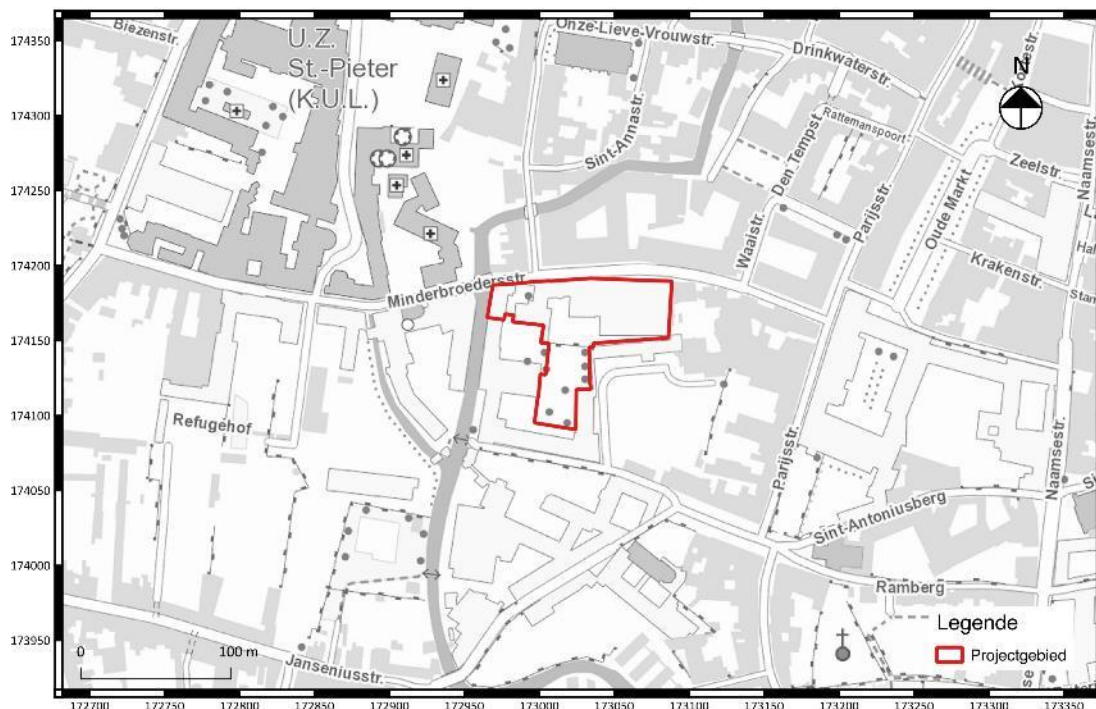 174350
174300
174250
174200
174150
174100
174050
174000
173950
Biezenstr.
U.Z.
St.-Pieter
(K.U.L.)
Onze-Lieve-Vrouwstr.
Drinkwaterstr.
N
Sint-Annastr.
Rattemanspoort
Den Tempst
Zeelstr.
Naamsestr.
Waaistr.
Parijsstr.
Oude Markt
Krakenstr.
Minderbroedersstr.
Refugehof
Parijsstr.
Naamsestr.
Sint-Antoniusberg
Ramberg
Janseniusstr.
0
100 m
Legende
Projectgebied
172700
172750
172800
172850
172900
172950
173000
173050
173100
173150
173200
173250
173300
173350